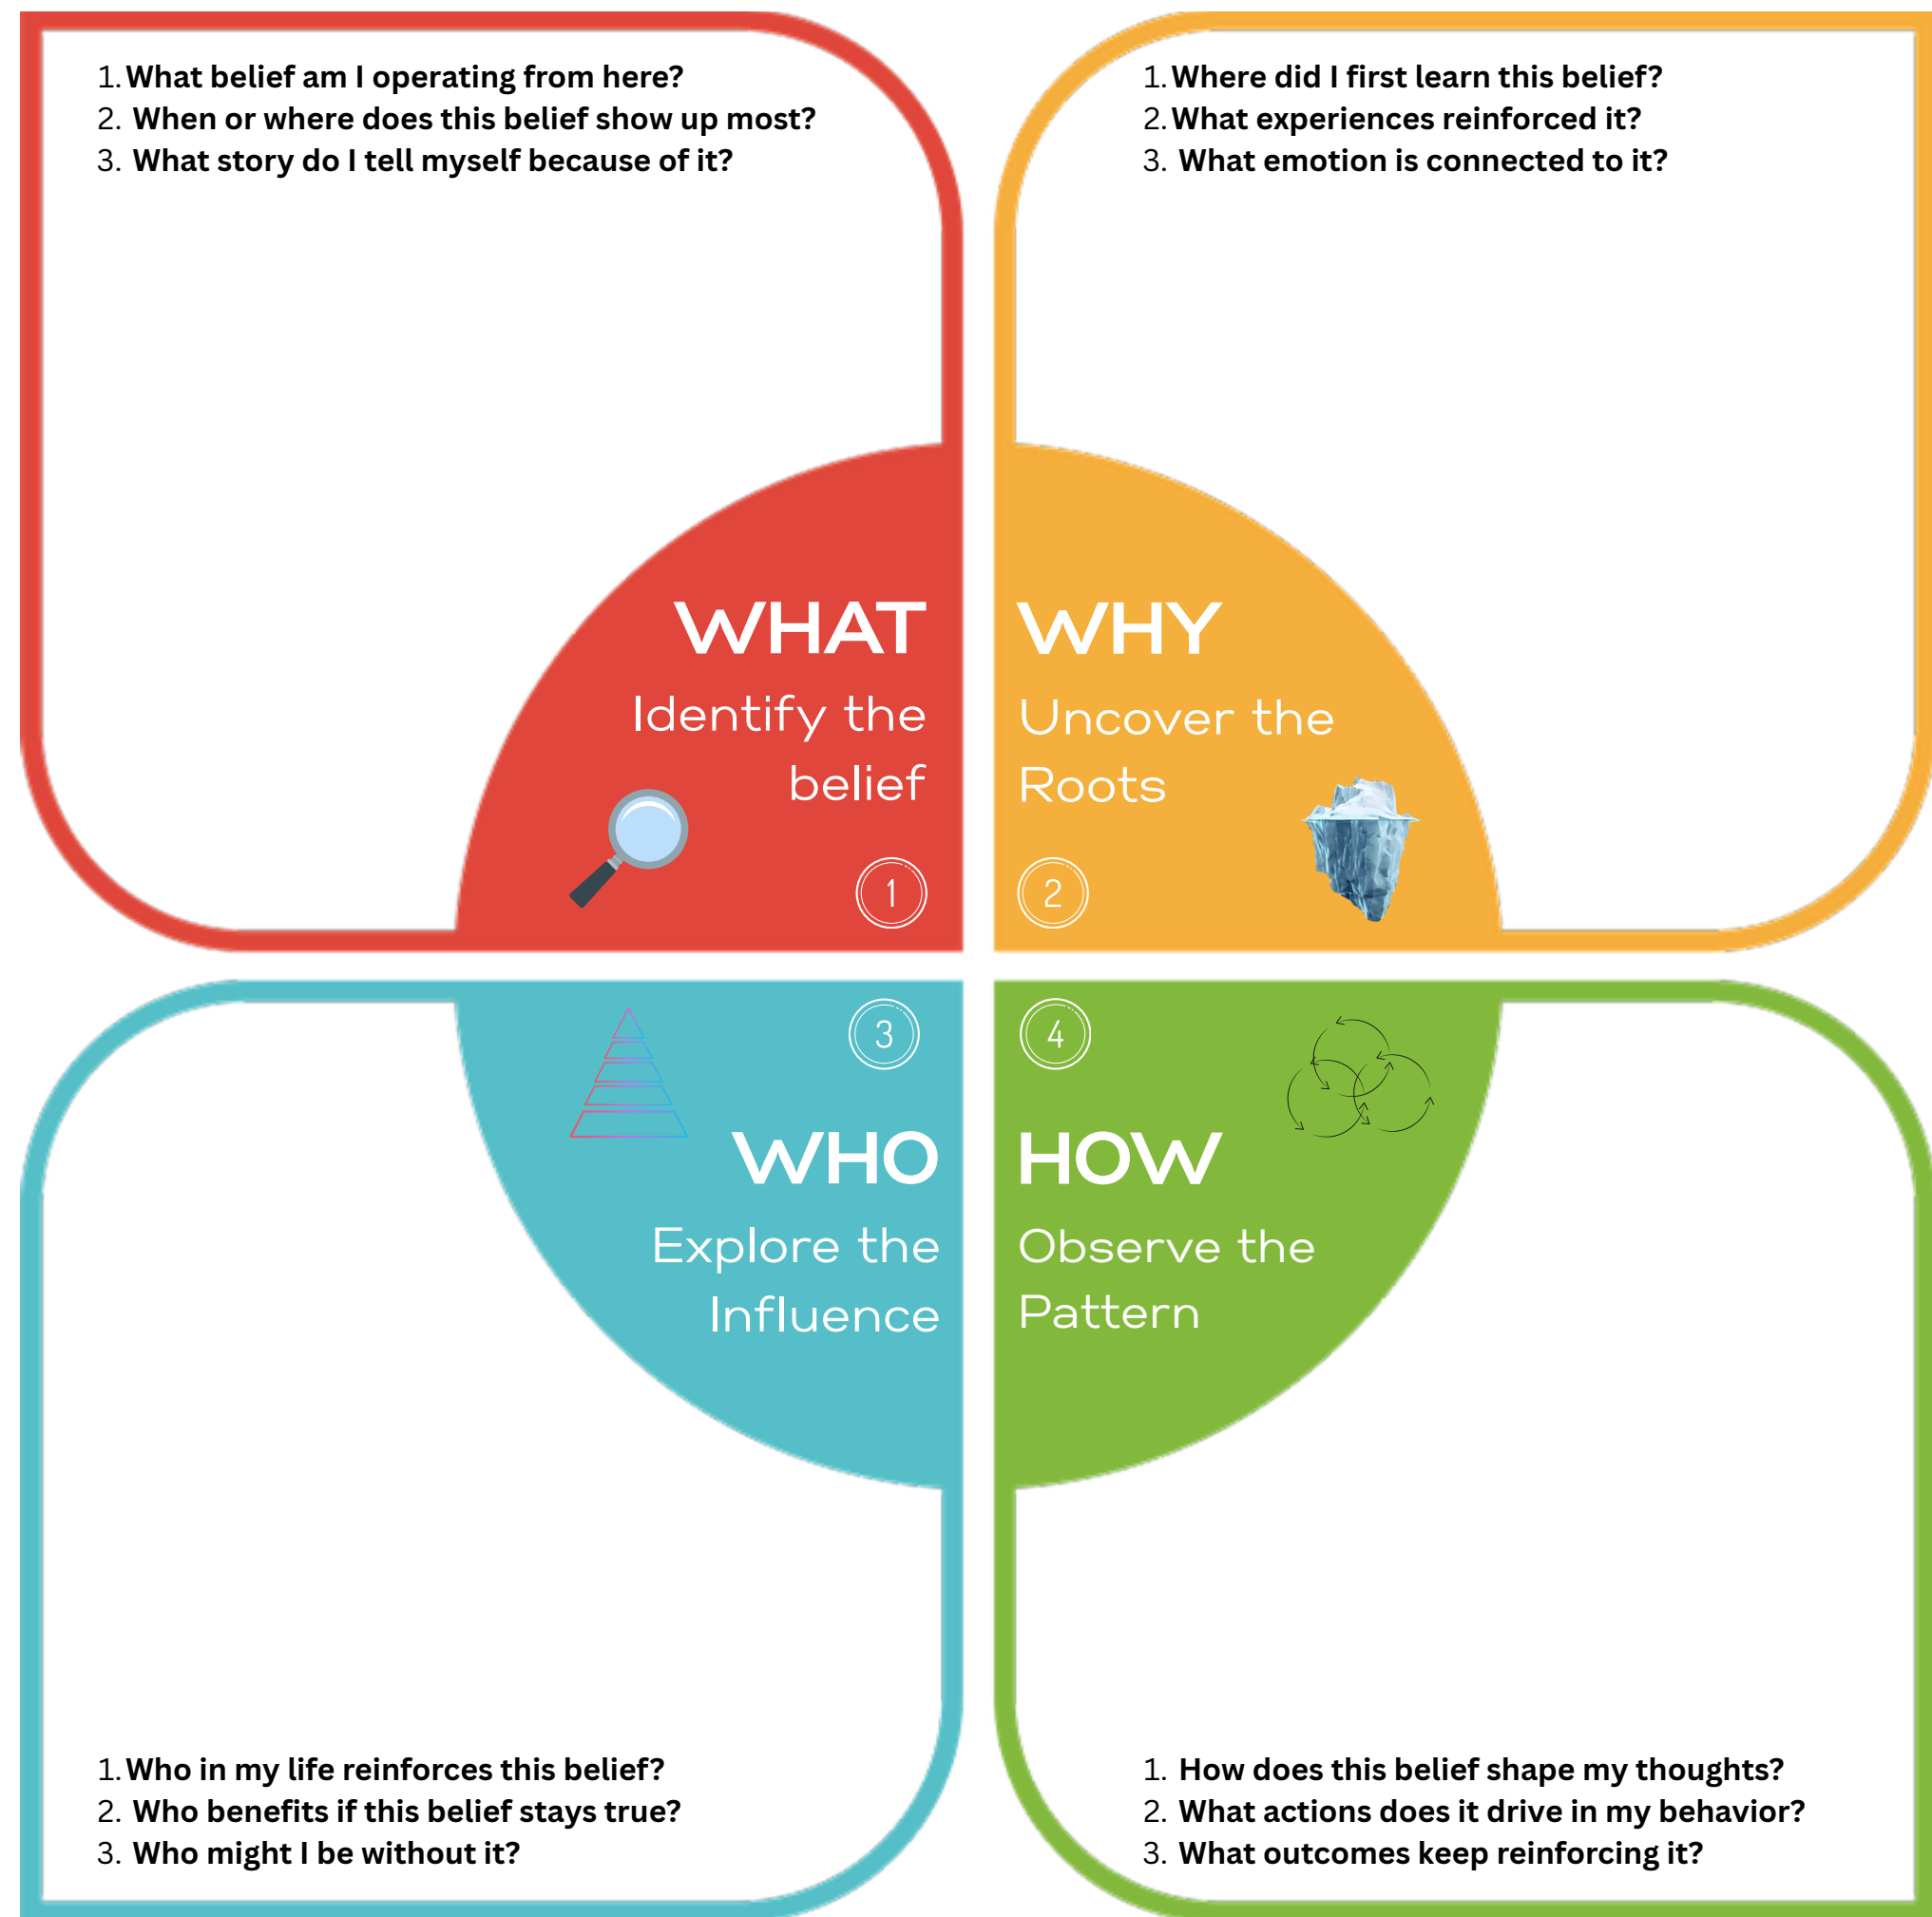 1. What belief am I operating from here?
2. When or where does this belief show up most?
3. What story do I tell myself because of it?
WHAT
Identify the
belief
1
1. Where did I first learn this belief?
2. What experiences reinforced it?
3. What emotion is connected to it?
WHY
Uncover the
Roots
2
3
WHO
Explore the
Influence
1. Who in my life reinforces this belief?
2. Who benefits if this belief stays true?
3. Who might I be without it?
4
HOW
Observe the
Pattern
1. How does this belief shape my thoughts?
2. What actions does it drive in my behavior?
3. What outcomes keep reinforcing it?